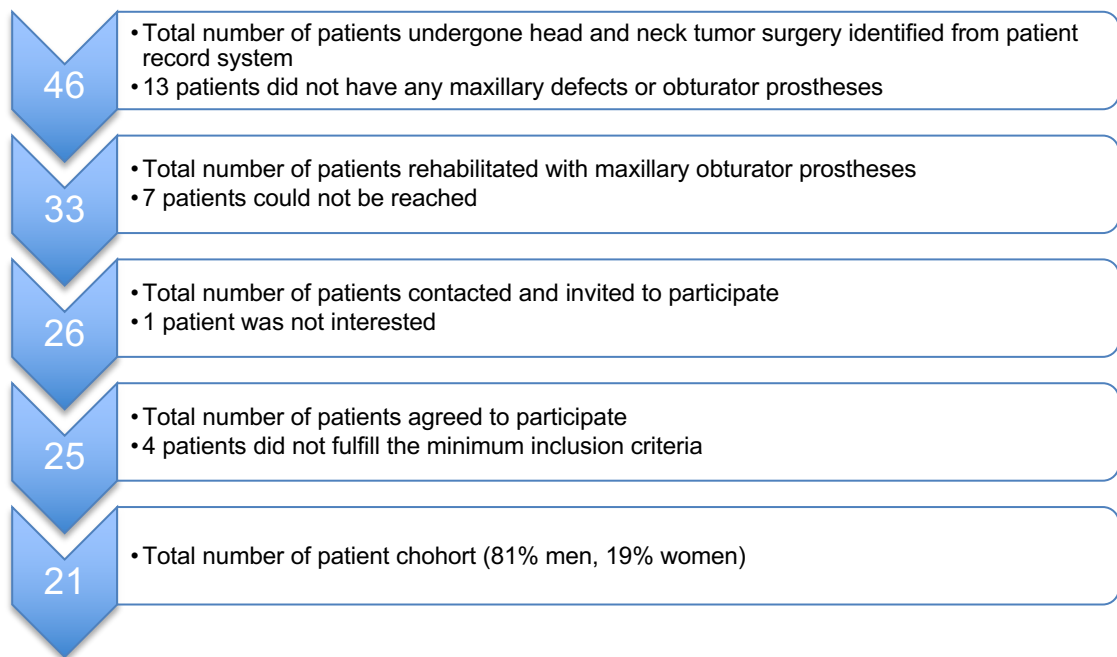 46
• Total number of patients undergone head and neck tumor surgery identified from patient
record system
• 13 patients did not have any maxillary defects or obturator prostheses
33
• Total number of patients rehabilitated with maxillary obturator prostheses
• 7 patients could not be reached
26
• Total number of patients contacted and invited to participate
• 1 patient was not interested
25
• Total number of patients agreed to participate
• 4 patients did not fulfill the minimum inclusion criteria
21
• Total number of patient chohort (81% men, 19% women)